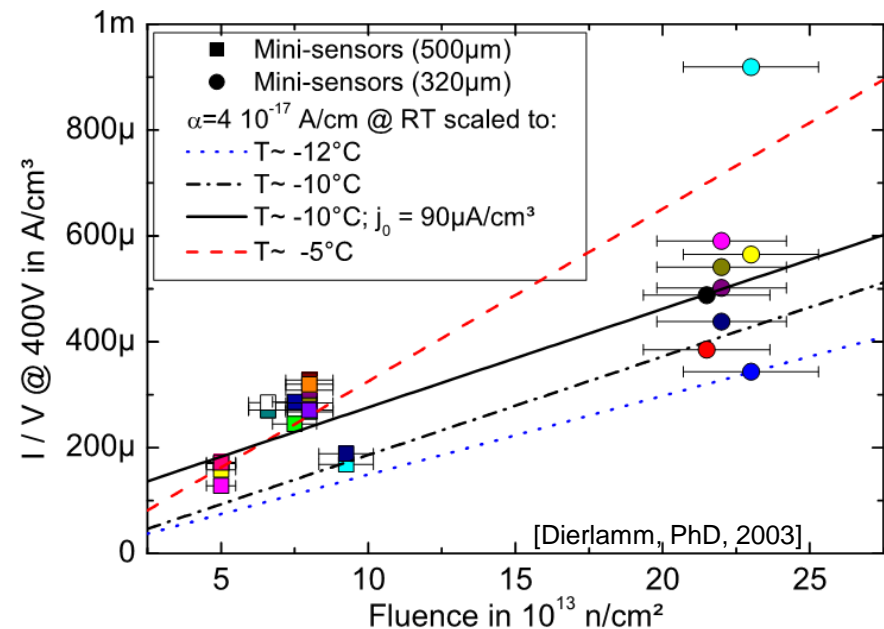 1m
800µ
600µ
400µ
200µ
0
I / V @ 400V in A/cm³
Mini-sensors (500µm)
Mini-sensors (320µm)
α=4 10⁻¹⁷ A/cm @ RT scaled to:
T~ -12°C
T~ -10°C
T~ -10°C; j₀ = 90µA/cm³
T~ -5°C
[Dierlamm, PhD, 2003]
5 10 15 20 25
Fluence in 10¹³ n/cm²